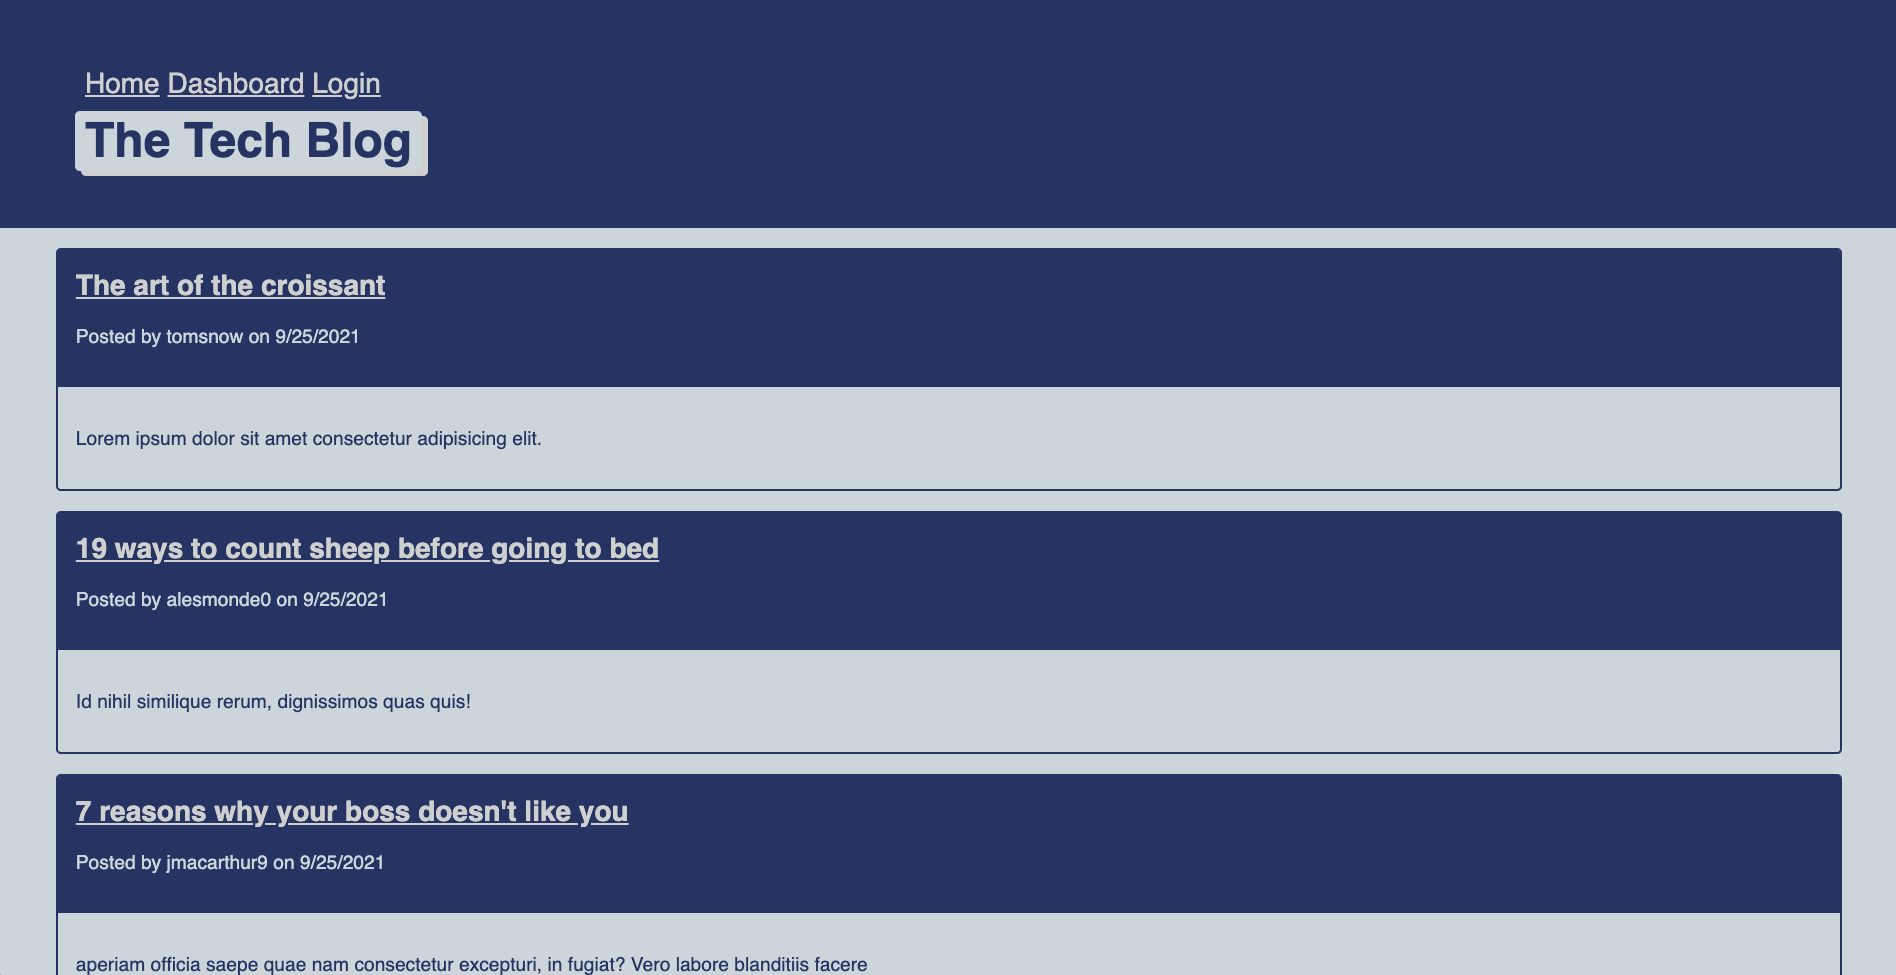 Home Dashboard Login
The Tech Blog
The art of the croissant
Posted by tomsnow on 9/25/2021
Lorem ipsum dolor sit amet consectetur adipisicing elit.
19 ways to count sheep before going to bed
Posted by alesmonde0 on 9/25/2021
Id nihil similique rerum, dignissimos quas quis!
7 reasons why your boss doesn't like you
Posted by jmacarthur9 on 9/25/2021
aperiam officia saepe quae nam consectetur excepturi, in fugiat? Vero labore blanditiis facere